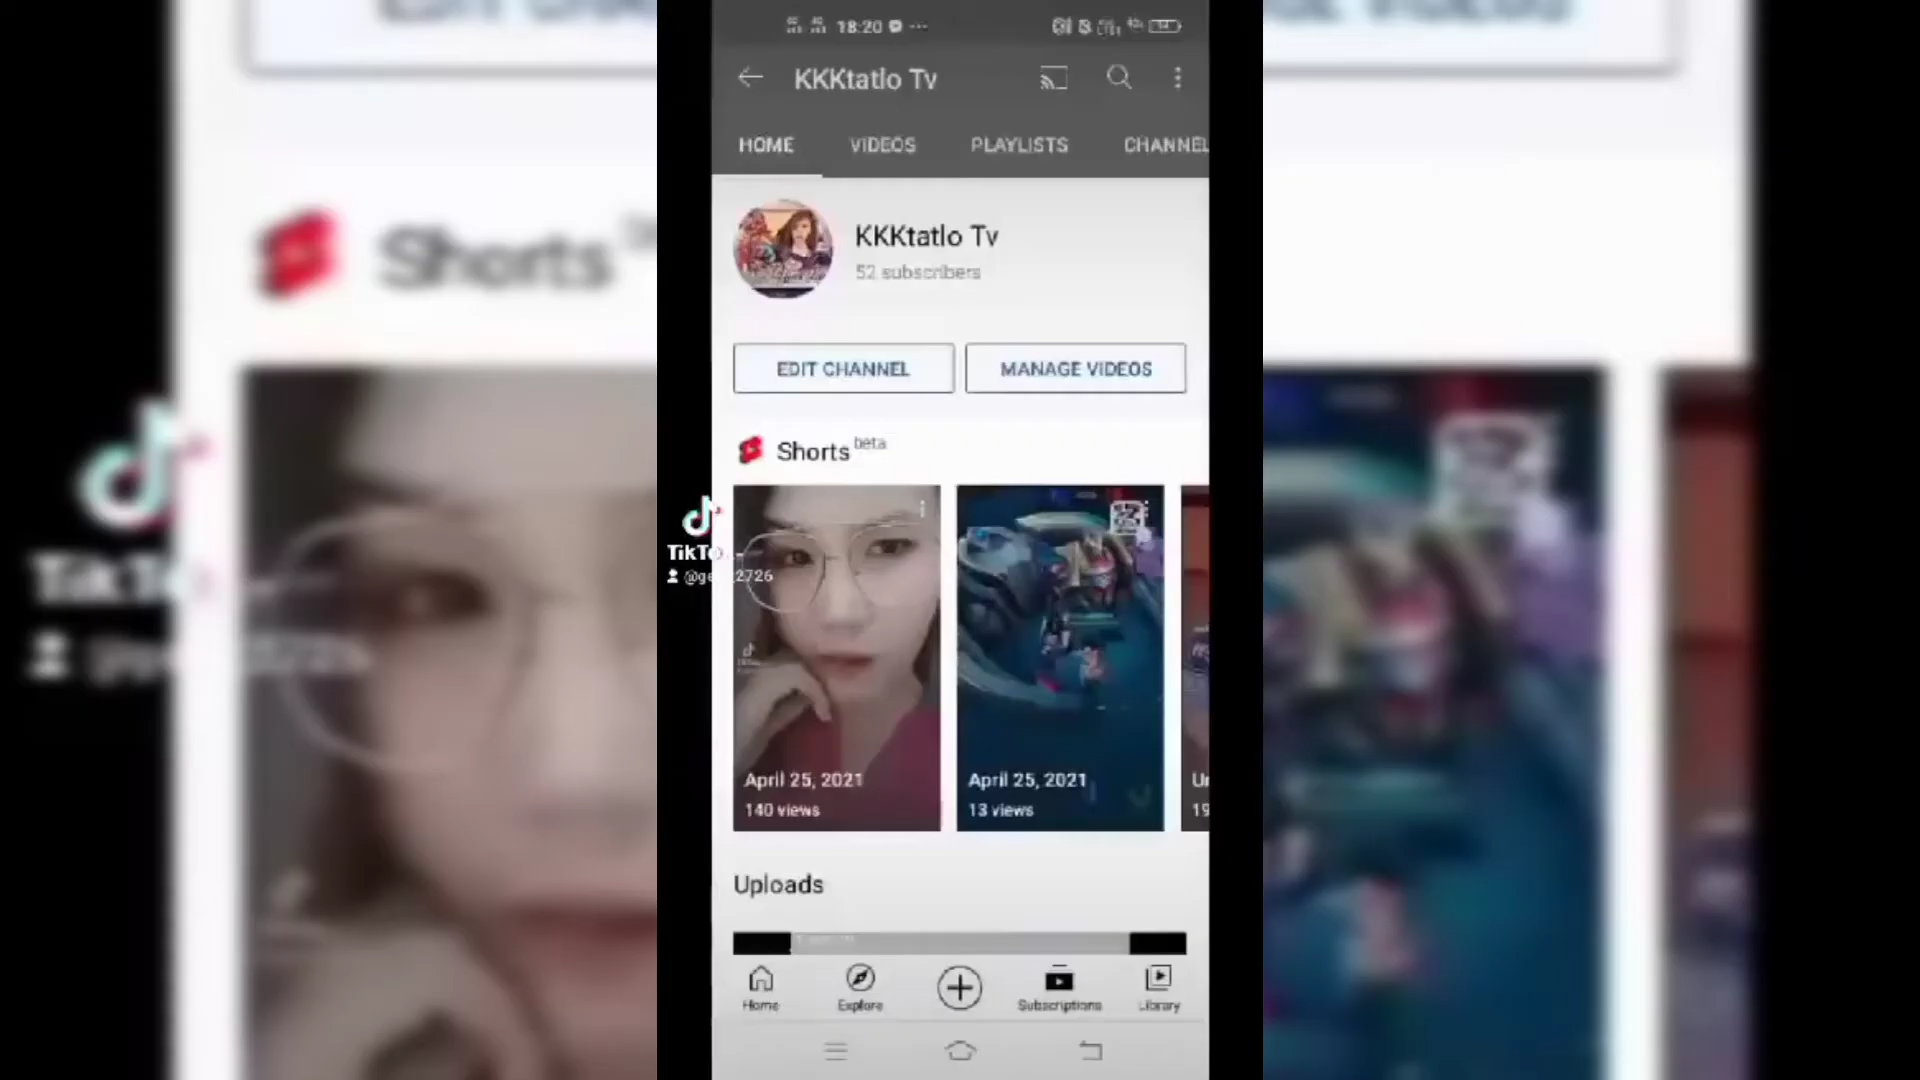 18:20
KKKtatlo Tv
HOME VIDEOS PLAYLISTS CHANNEL
KKKtatlo Tv
52 subscribers
EDIT CHANNEL MANAGE VIDEOS
Shorts beta
TikTo
April 25, 2021
140 views
April 25, 2021
13 views
Uploads
Home Explore Subscriptions Library